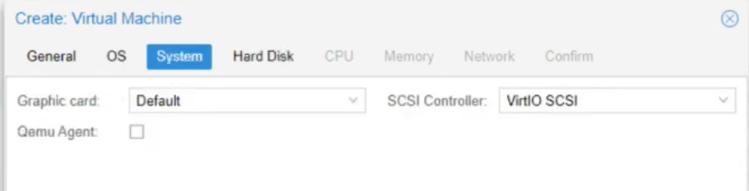 Create: Virtual Machine
General OS System Hard Disk CPU Memory Network Confirm
Graphic card: Default SCSI Controller: VirtIO SCSI
Qemu Agent: